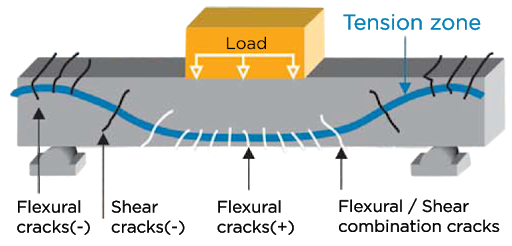 Tension zone
Load
Flexural
cracks(-)
Shear
cracks(-)
Flexural
cracks(+)
Flexural / Shear
combination cracks